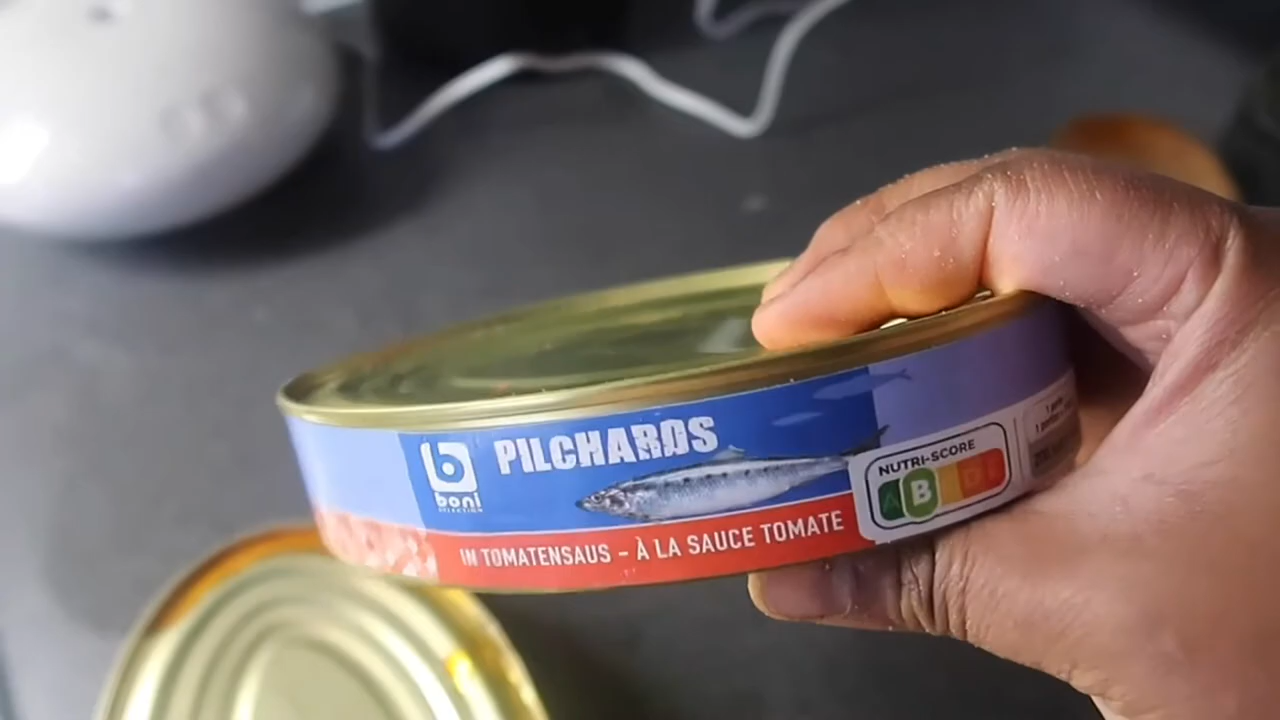 PILCHARDS
boni
SELECTION
IN TOMATENSAUS – À LA SAUCE TOMATE
NUTRI-SCORE
A B C D E